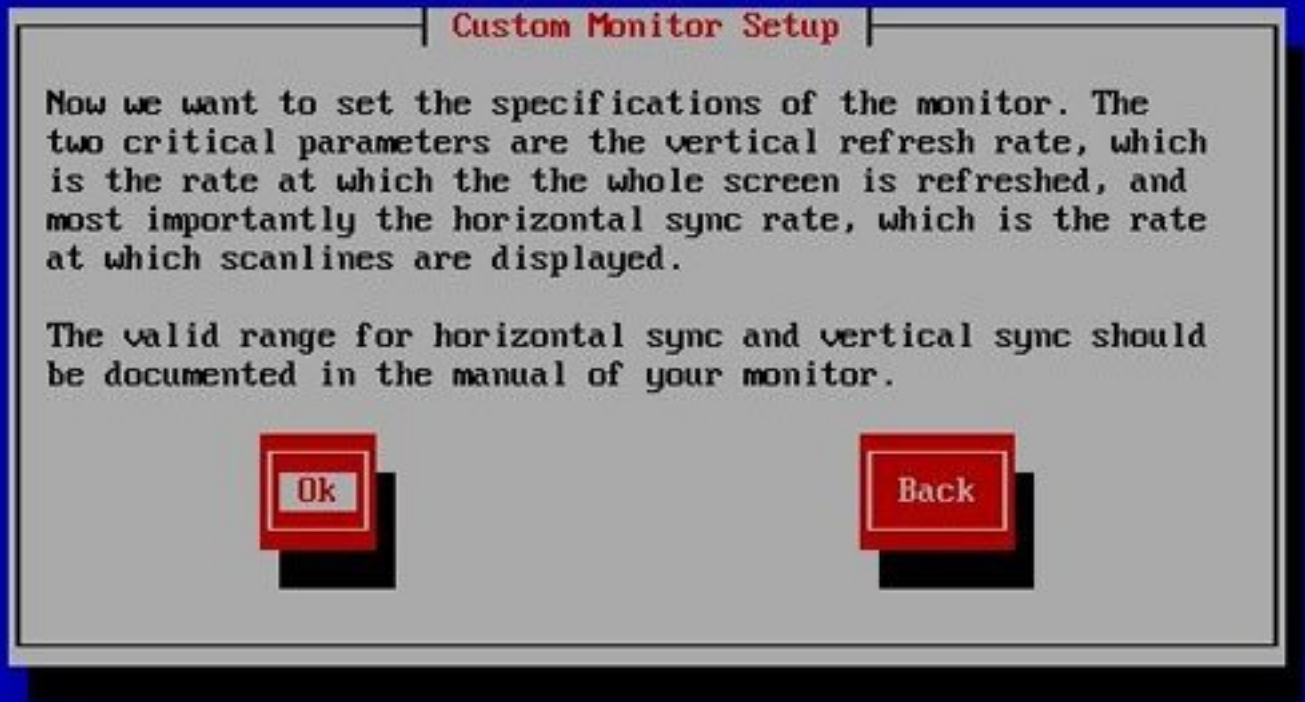 Custom Monitor Setup
Now we want to set the specifications of the monitor. The
two critical parameters are the vertical refresh rate, which
is the rate at which the the whole screen is refreshed, and
most importantly the horizontal sync rate, which is the rate
at which scanlines are displayed.
The valid range for horizontal sync and vertical sync should
be documented in the manual of your monitor.
Ok
Back